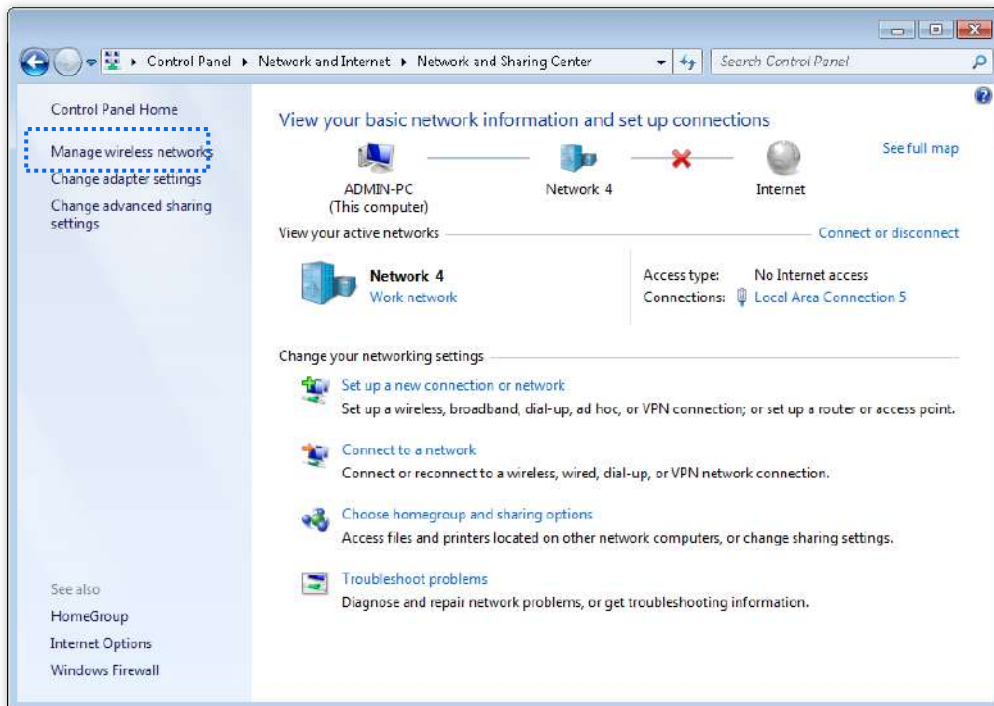 Control Panel ▸ Network and Internet ▸ Network and Sharing Center
Search Control Panel
Control Panel Home
Manage wireless networks
Change adapter settings
Change advanced sharing
settings
See also
HomeGroup
Internet Options
Windows Firewall
View your basic network information and set up connections
See full map
ADMIN-PC
(This computer)
Network 4
Internet
View your active networks
Connect or disconnect
Network 4
Work network
Access type: No Internet access
Connections: Local Area Connection 5
Change your networking settings
Set up a new connection or network
Set up a wireless, broadband, dial-up, ad hoc, or VPN connection; or set up a router or access point.
Connect to a network
Connect or reconnect to a wireless, wired, dial-up, or VPN network connection.
Choose homegroup and sharing options
Access files and printers located on other network computers, or change sharing settings.
Troubleshoot problems
Diagnose and repair network problems, or get troubleshooting information.